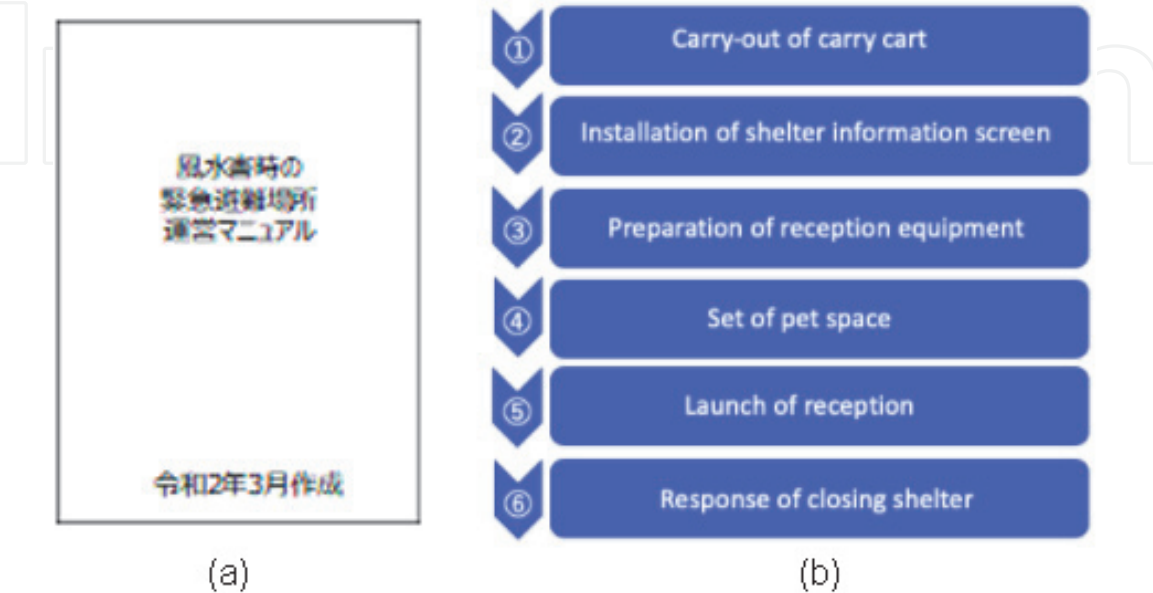 風水害時の
緊急避難場所
運営マニュアル
令和2年3月作成
(a)
① Carry-out of carry cart
② Installation of shelter information screen
③ Preparation of reception equipment
④ Set of pet space
⑤ Launch of reception
⑥ Response of closing shelter
(b)